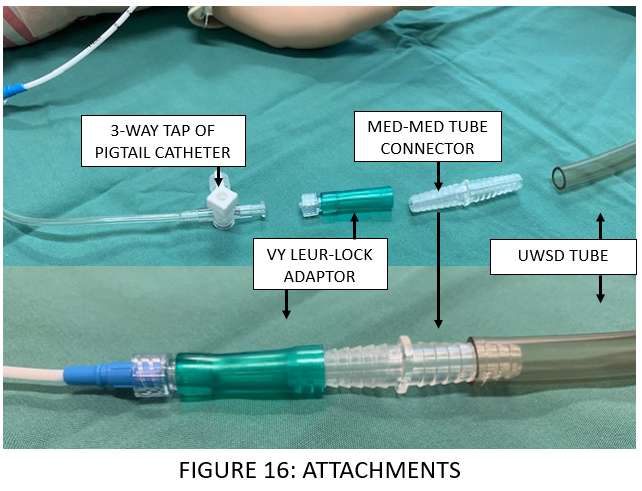 3-WAY TAP OF
PIGTAIL CATHETER
MED-MED TUBE
CONNECTOR
VY LEUR-LOCK
ADAPTOR
UWSD TUBE
FIGURE 16: ATTACHMENTS